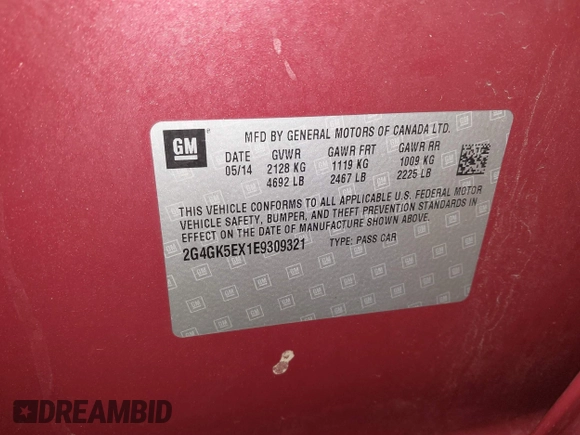 GM
MFD BY GENERAL MOTORS OF CANADA LTD.
DATE GVWR GAWR FRT GAWR RR
05/14 2128 KG 1119 KG 1009 KG
4692 LB 2467 LB 2225 LB
THIS VEHICLE CONFORMS TO ALL APPLICABLE U.S. FEDERAL MOTOR
VEHICLE SAFETY, BUMPER, AND THEFT PREVENTION STANDARDS IN
EFFECT ON THE DATE OF MANUFACTURE SHOWN ABOVE.
2G4GK5EX1E9309321 TYPE: PASS CAR
DREAMBID